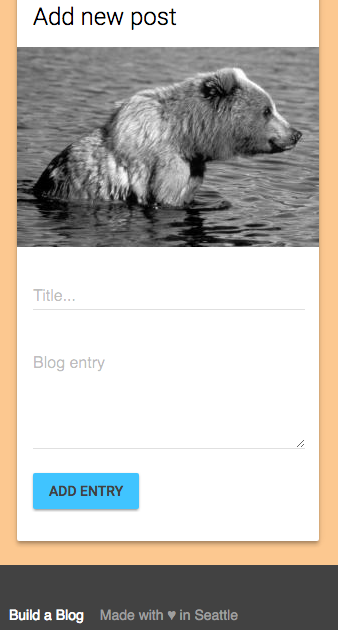 Add new post
Title...
Blog entry
ADD ENTRY
Build a Blog Made with ♥ in Seattle